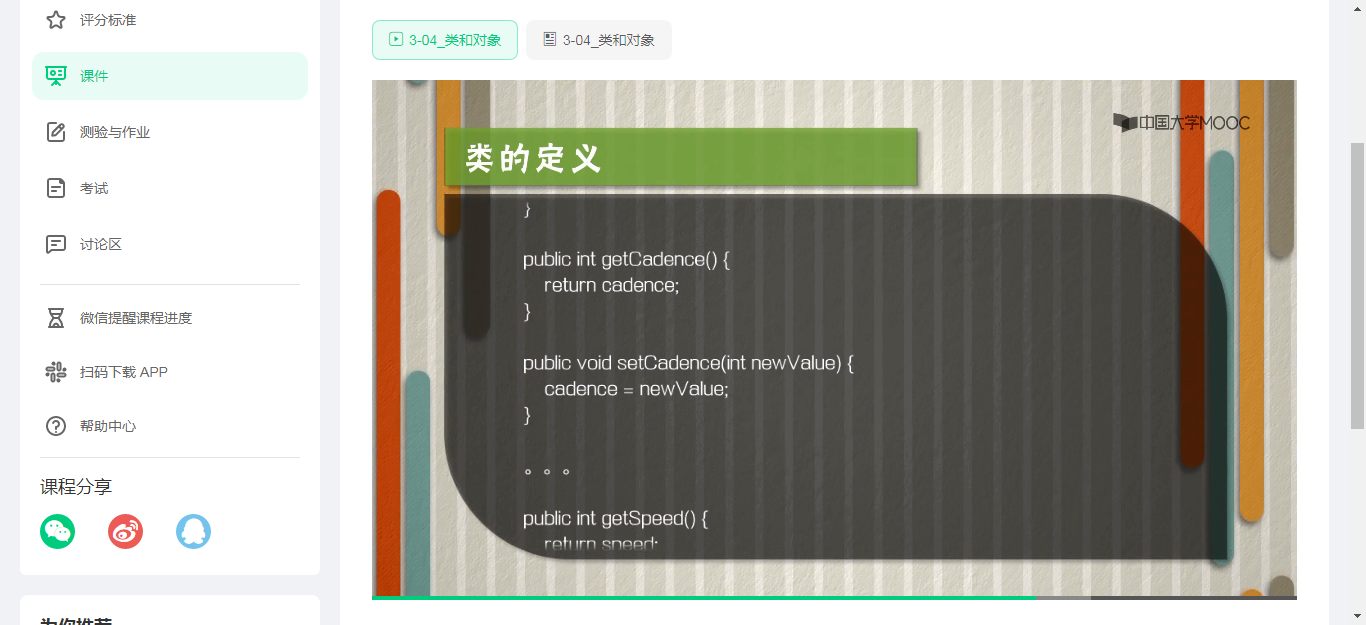 评分标准
课件
测验与作业
考试
讨论区
微信提醒课程进度
扫码下载 APP
帮助中心
课程分享
为你推荐
3-04_类和对象
3-04_类和对象
中国大学MOOC
类的定义
}
public int getCadence() {
return cadence;
}
public void setCadence(int newValue) {
cadence = newValue;
}
。。。
public int getSpeed() {
return speed;